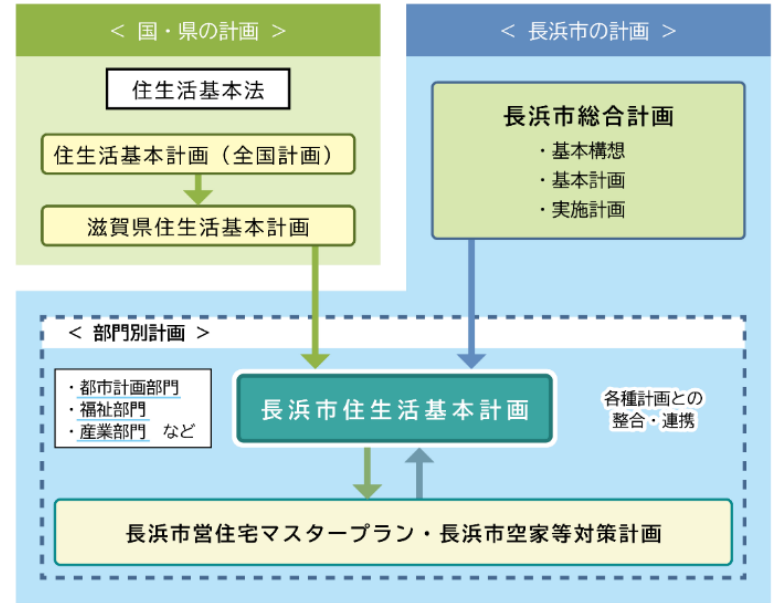 < 国・県の計画 >
住生活基本法
住生活基本計画（全国計画）
滋賀県住生活基本計画
< 長浜市の計画 >
長浜市総合計画
・基本構想
・基本計画
・実施計画
< 部門別計画 >
・都市計画部門
・福祉部門
・産業部門 など
長浜市住生活基本計画
各種計画との
整合・連携
長浜市営住宅マスタープラン・長浜市空家等対策計画